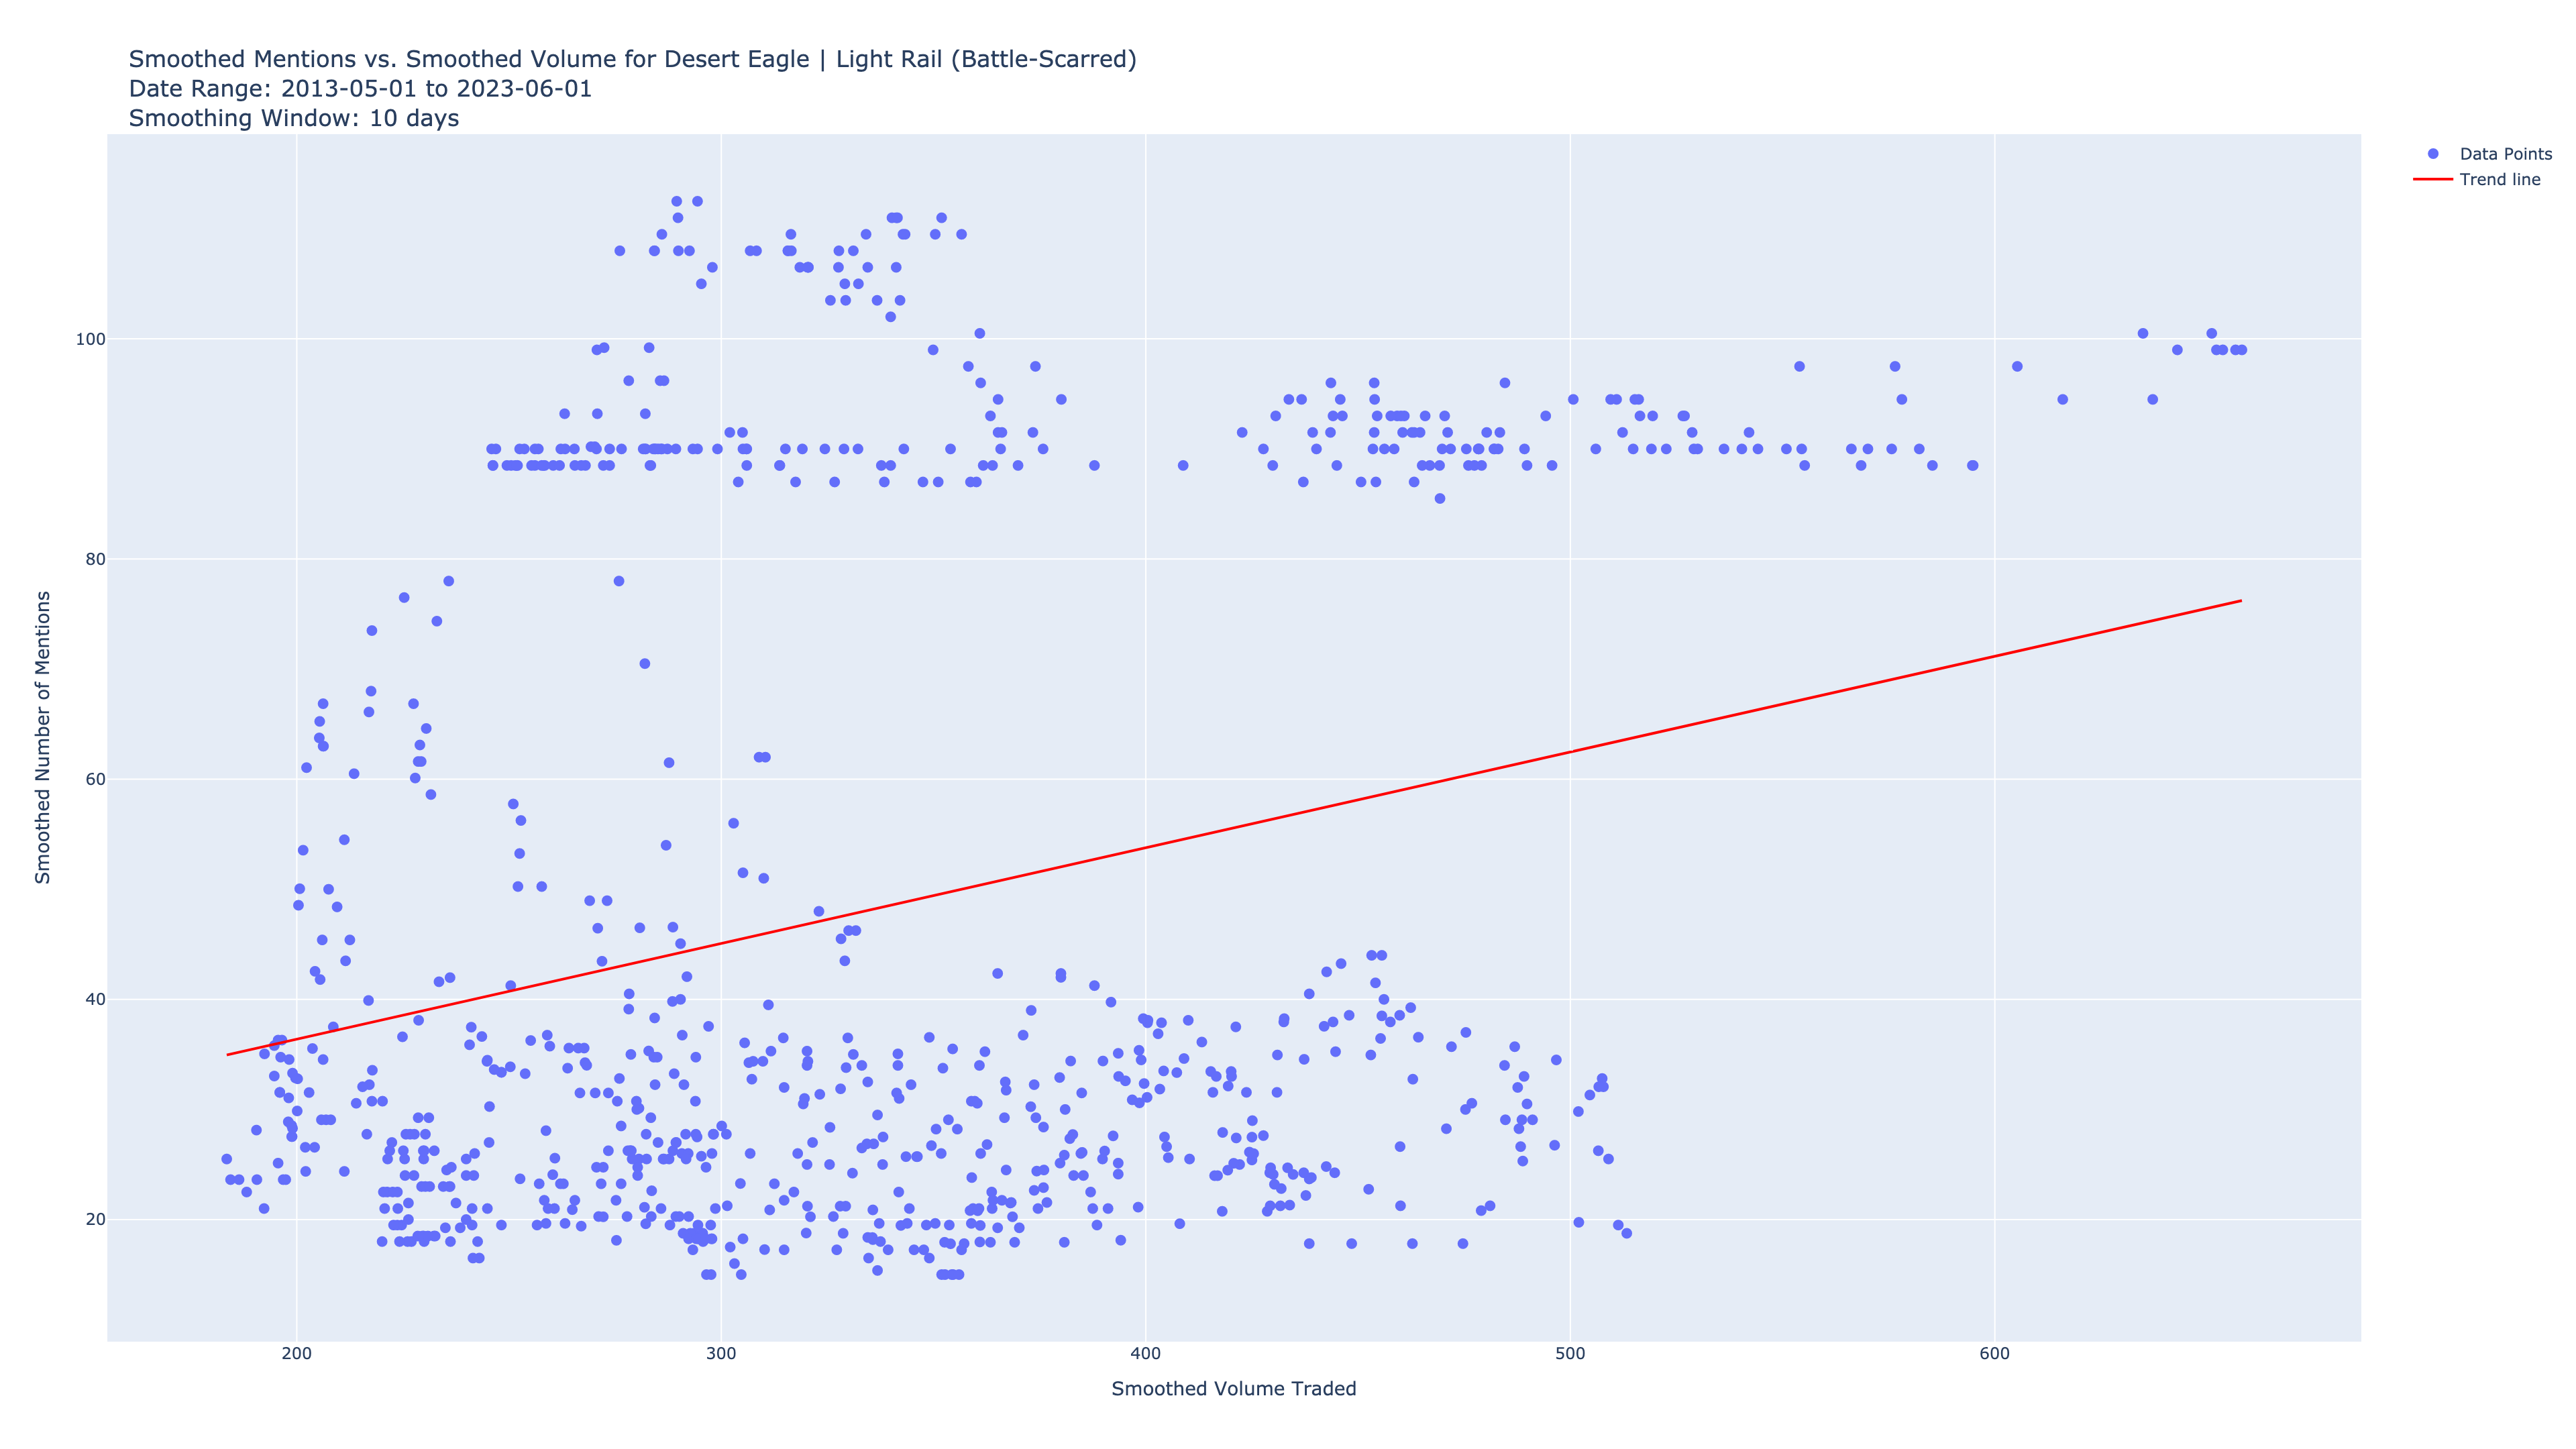 Smoothed Mentions vs. Smoothed Volume for Desert Eagle | Light Rail (Battle-Scarred)
Date Range: 2013-05-01 to 2023-06-01
Smoothing Window: 10 days
Data Points
Trend line
Smoothed Number of Mentions
100
80
60
40
20
200
300
400
500
600
Smoothed Volume Traded